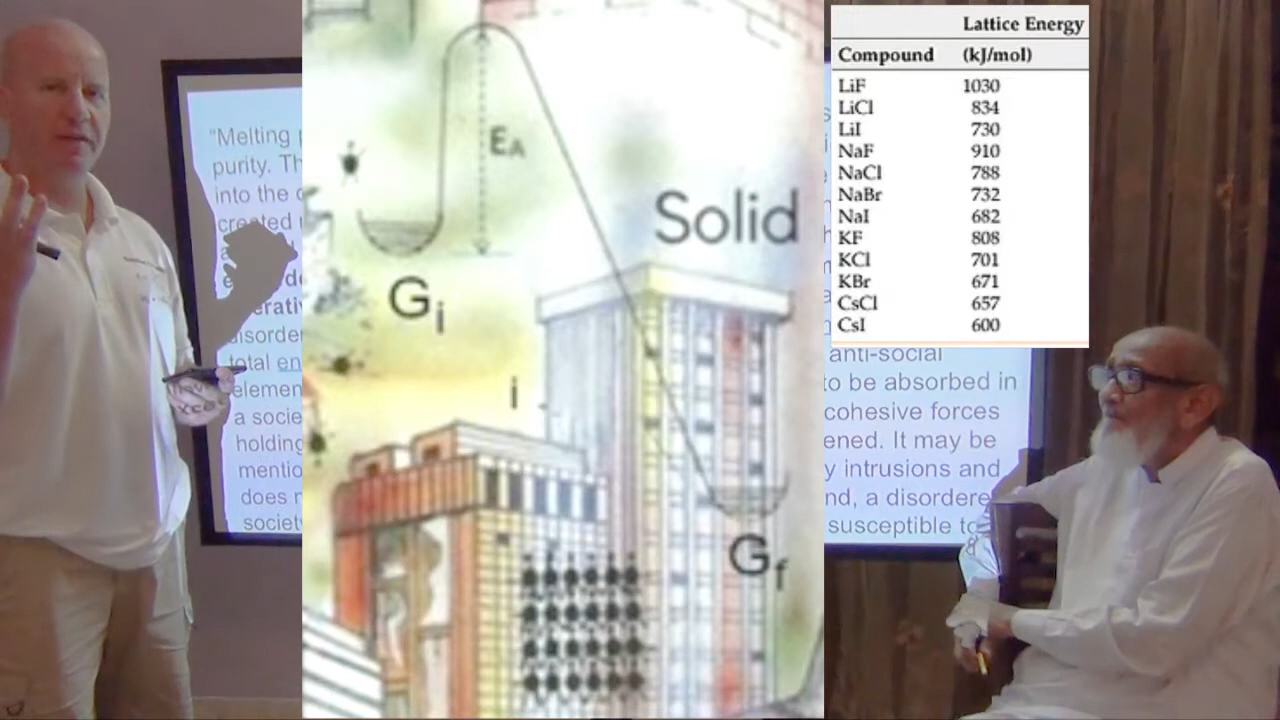 "Melting
purity. Th
into the c
created
disorde
total en
elemen
a socie
holding
mentio
does
societ
EA
Gi
Solid
i
Gf
Lattice Energy
Compound (kJ/mol)
LiF 1030
LiCl 834
LiI 730
NaF 910
NaCl 788
NaBr 732
NaI 682
KF 808
KCl 701
KBr 671
CsCl 657
CsI 600
anti-social
to be absorbed in
cohesive forces
ened. It may be
y intrusions and
nd, a disordere
susceptible to